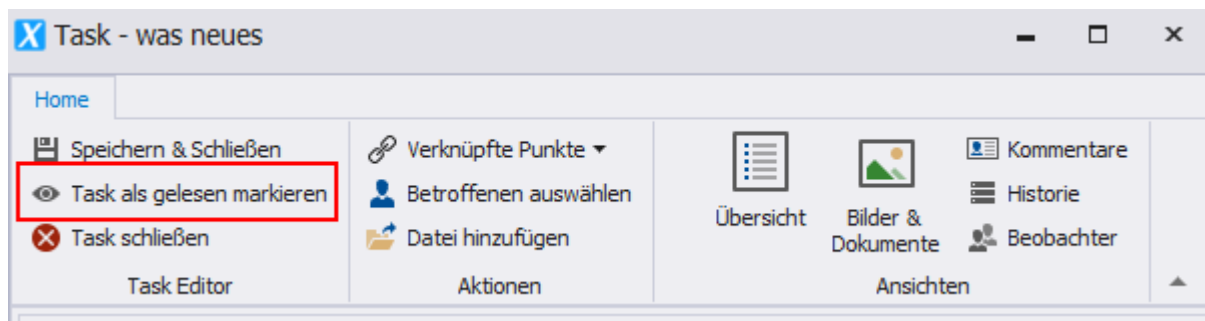 X Task - was neues
Home
Speichern & Schließen
Task als gelesen markieren
Task schließen
Task Editor
Verknüpfte Punkte
Betroffenen auswählen
Datei hinzufügen
Aktionen
Übersicht
Bilder &
Dokumente
Kommentare
Historie
Beobachter
Ansichten